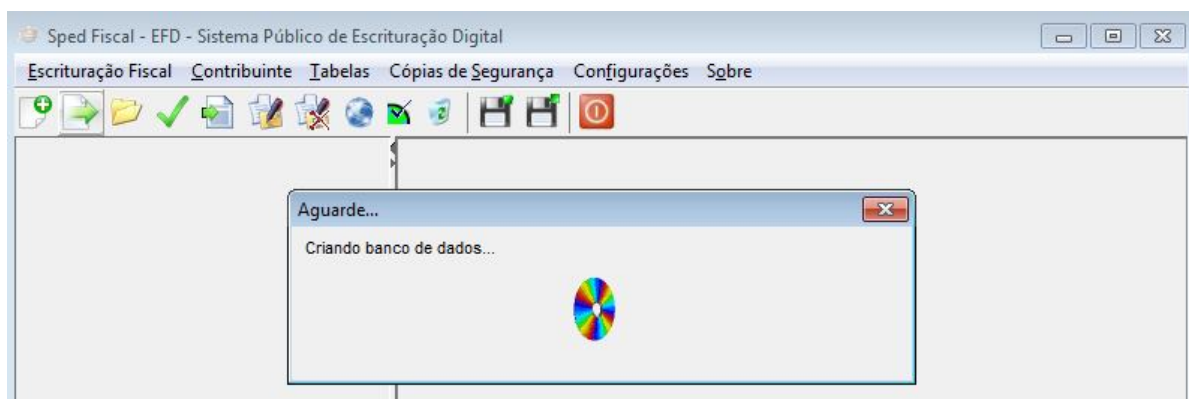 Sped Fiscal - EFD - Sistema Público de Escrituração Digital
Escrituração Fiscal Contribuinte Tabelas Cópias de Segurança Configurações Sobre
Aguarde...
Criando banco de dados...